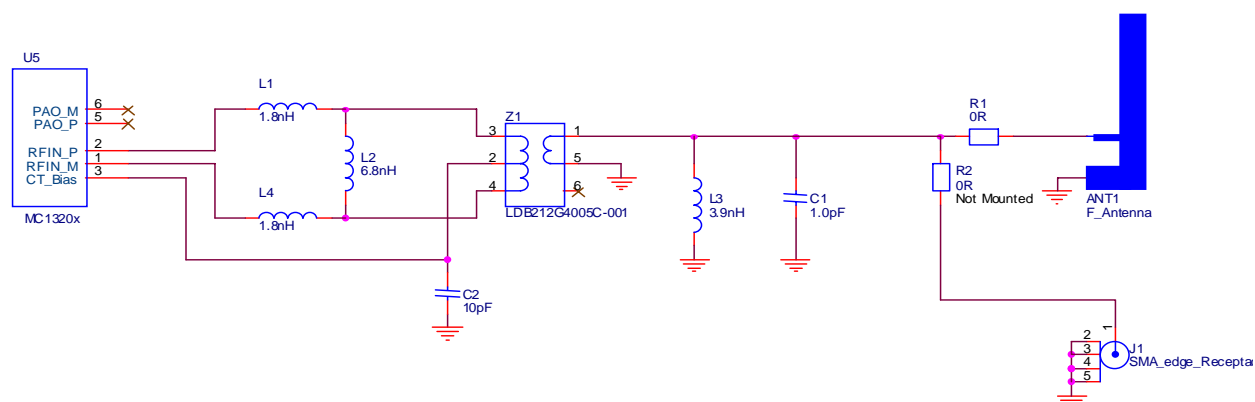 U5
PAO_M
6
PAO_P
5
RFIN_P
2
RFIN_M
1
CT_Bias
3
MC1320x
L1
1.8nH
L2
6.8nH
L4
1.8nH
Z1
3
1
2
5
4
6
LDB212G4005C-001
C2
10pF
L3
3.9nH
C1
1.0pF
R1
0R
R2
0R
Not Mounted
ANT1
F_Antenna
1
2
3
4
5
J1
SMA_edge_Receptac